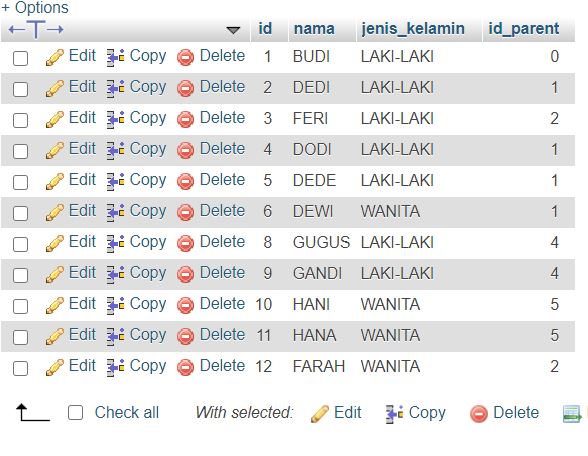 + Options
←T→ id nama jenis_kelamin id_parent
Edit Copy Delete 1 BUDI LAKI-LAKI 0
Edit Copy Delete 2 DEDI LAKI-LAKI 1
Edit Copy Delete 3 FERI LAKI-LAKI 2
Edit Copy Delete 4 DODI LAKI-LAKI 1
Edit Copy Delete 5 DEDE LAKI-LAKI 1
Edit Copy Delete 6 DEWI WANITA 1
Edit Copy Delete 8 GUGUS LAKI-LAKI 4
Edit Copy Delete 9 GANDI LAKI-LAKI 4
Edit Copy Delete 10 HANI WANITA 5
Edit Copy Delete 11 HANA WANITA 5
Edit Copy Delete 12 FARAH WANITA 2
Check all With selected: Edit Copy Delete